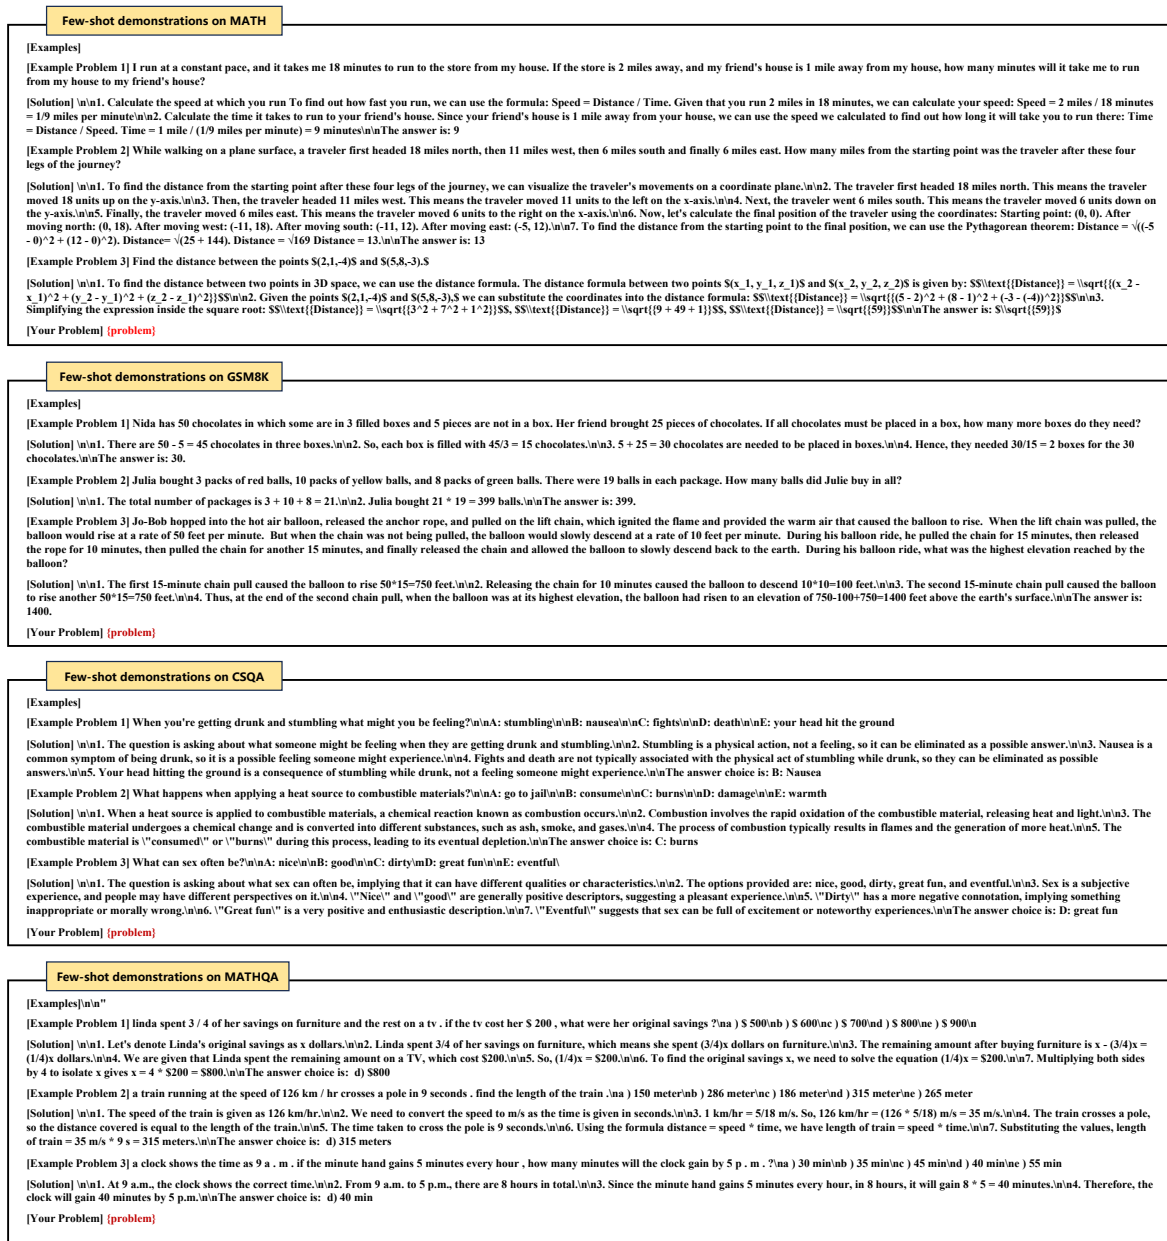 Few-shot demonstrations on MATH
[Examples]
[Example Problem 1] I run at a constant pace, and it takes me 18 minutes to run to the store from my house. If the store is 2 miles away, and my friend's house is 1 mile away from my house, how many minutes will it take me to run
from my house to my friend's house?
[Solution] \n\n1. Calculate the speed at which you run To find out how fast you run, we can use the formula: Speed = Distance / Time. Given that you run 2 miles in 18 minutes, we can calculate your speed: Speed = 2 miles / 18 minutes
= 1/9 miles per minute\n\n2. Calculate the time it takes to run to your friend's house. Since your friend's house is 1 mile away from your house, we can use the speed we calculated to find out how long it will take you to run there: Time
= Distance / Speed. Time = 1 mile / (1/9 miles per minute) = 9 minutes\n\nThe answer is: 9
[Example Problem 2] While walking on a plane surface, a traveler first headed 18 miles north, then 11 miles west, then 6 miles south and finally 6 miles east. How many miles from the starting point was the traveler after these four
legs of the journey?
[Solution] \n\n1. To find the distance from the starting point after these four legs of the journey, we can visualize the traveler's movements on a coordinate plane.\n\n2. The traveler first headed 18 miles north. This means the traveler
moved 18 units up on the y-axis.\n\n3. Then, the traveler headed 11 miles west. This means the traveler moved 11 units to the left on the x-axis.\n\n4. Next, the traveler went 6 miles south. This means the traveler moved 6 units down on
the y-axis.\n\n5. Finally, the traveler moved 6 miles east. This means the traveler moved 6 units to the right on the x-axis.\n\n6. Now, let's calculate the final position of the traveler using the coordinates: Starting point: (0, 0). After
moving north: (0, 18). After moving west: (-11, 18). After moving south: (-11, 12). After moving east: (-5, 12).\n\n7. To find the distance from the starting point to the final position, we can use the Pythagorean theorem: Distance = √((-5
- 0)^2 + (12 - 0)^2). Distance= √(25 + 144). Distance = √169 Distance = 13.\n\nThe answer is: 13
[Example Problem 3] Find the distance between the points $(2,1,-4)$ and $(5,8,-3).$
[Solution] \n\n1. To find the distance between two points in 3D space, we can use the distance formula. The distance formula between two points $(x_1, y_1, z_1)$ and $(x_2, y_2, z_2)$ is given by: $$\\text{{Distance}} = \\sqrt{{(x_2 -
x_1)^2 + (y_2 - y_1)^2 + (z_2 - z_1)^2}}$$\n\n2. Given the points $(2,1,-4)$ and $(5,8,-3),$ we can substitute the coordinates into the distance formula: $$\\text{{Distance}} = \\sqrt{{(5 - 2)^2 + (8 - 1)^2 + (-3 - (-4))^2}}$$\n\n3.
Simplifying the expression inside the square root: $$\\text{{Distance}} = \\sqrt{{3^2 + 7^2 + 1^2}}$$, $$\\text{{Distance}} = \\sqrt{{9 + 49 + 1}}$$, $$\\text{{Distance}} = \\sqrt{{59}}$$\n\nThe answer is: $\\sqrt{{59}}$
[Your Problem] {problem}
Few-shot demonstrations on GSM8K
[Examples]
[Example Problem 1] Nida has 50 chocolates in which some are in 3 filled boxes and 5 pieces are not in a box. Her friend brought 25 pieces of chocolates. If all chocolates must be placed in a box, how many more boxes do they need?
[Solution] \n\n1. There are 50 - 5 = 45 chocolates in three boxes.\n\n2. So, each box is filled with 45/3 = 15 chocolates.\n\n3. 5 + 25 = 30 chocolates are needed to be placed in boxes.\n\n4. Hence, they needed 30/15 = 2 boxes for the 30
chocolates.\n\nThe answer is: 30.
[Example Problem 2] Julia bought 3 packs of red balls, 10 packs of yellow balls, and 8 packs of green balls. There were 19 balls in each package. How many balls did Julie buy in all?
[Solution] \n\n1. The total number of packages is 3 + 10 + 8 = 21.\n\n2. Julia bought 21 * 19 = 399 balls.\n\nThe answer is: 399.
[Example Problem 3] Jo-Bob hopped into the hot air balloon, released the anchor rope, and pulled on the lift chain, which ignited the flame and provided the warm air that caused the balloon to rise.  When the lift chain was pulled, the
balloon would rise at a rate of 50 feet per minute.  But when the chain was not being pulled, the balloon would slowly descend at a rate of 10 feet per minute.  During his balloon ride, he pulled the chain for 15 minutes, then released
the rope for 10 minutes, then pulled the chain for another 15 minutes, and finally released the chain and allowed the balloon to slowly descend back to the earth.  During his balloon ride, what was the highest elevation reached by the
balloon?
[Solution] \n\n1. The first 15-minute chain pull caused the balloon to rise 50*15=750 feet.\n\n2. Releasing the chain for 10 minutes caused the balloon to descend 10*10=100 feet.\n\n3. The second 15-minute chain pull caused the balloon
to rise another 50*15=750 feet.\n\n4. Thus, at the end of the second chain pull, when the balloon was at its highest elevation, the balloon had risen to an elevation of 750-100+750=1400 feet above the earth's surface.\n\nThe answer is:
1400.
[Your Problem] {problem}
Few-shot demonstrations on CSQA
[Examples]
[Example Problem 1] When you're getting drunk and stumbling what might you be feeling?\n\nA: stumbling\n\nB: nausea\n\nC: fights\n\nD: death\n\nE: your head hit the ground
[Solution] \n\n1. The question is asking about what someone might be feeling when they are getting drunk and stumbling.\n\n2. Stumbling is a physical action, not a feeling, so it can be eliminated as a possible answer.\n\n3. Nausea is a
common symptom of being drunk, so it is a possible feeling someone might experience.\n\n4. Fights and death are not typically associated with the physical act of stumbling while drunk, so they can be eliminated as possible
answers.\n\n5. Your head hitting the ground is a consequence of stumbling while drunk, not a feeling someone might experience.\n\nThe answer choice is: B: Nausea
[Example Problem 2] What happens when applying a heat source to combustible materials?\n\nA: go to jail\n\nB: consume\n\nC: burns\n\nD: damage\n\nE: warmth
[Solution] \n\n1. When a heat source is applied to combustible materials, a chemical reaction known as combustion occurs.\n\n2. Combustion involves the rapid oxidation of the combustible material, releasing heat and light.\n\n3. The
combustible material undergoes a chemical change and is converted into different substances, such as ash, smoke, and gases.\n\n4. The process of combustion typically results in flames and the generation of more heat.\n\n5. The
combustible material is \"consumed\" or \"burns\" during this process, leading to its eventual depletion.\n\nThe answer choice is: C: burns
[Example Problem 3] What can sex often be?\n\nA: nice\n\nB: good\n\nC: dirty\mD: great fun\n\nE: eventful\
[Solution] \n\n1. The question is asking about what sex can often be, implying that it can have different qualities or characteristics.\n\n2. The options provided are: nice, good, dirty, great fun, and eventful.\n\n3. Sex is a subjective
experience, and people may have different perspectives on it.\n\n4. \"Nice\" and \"good\" are generally positive descriptors, suggesting a pleasant experience.\n\n5. \"Dirty\" has a more negative connotation, implying something
inappropriate or morally wrong.\n\n6. \"Great fun\" is a very positive and enthusiastic description.\n\n7. \"Eventful\" suggests that sex can be full of excitement or noteworthy experiences.\n\nThe answer choice is: D: great fun
[Your Problem] {problem}
Few-shot demonstrations on MATHQA
[Examples]\n\n"
[Example Problem 1] linda spent 3 / 4 of her savings on furniture and the rest on a tv . if the tv cost her $ 200 , what were her original savings ?\na ) $ 500\nb ) $ 600\nc ) $ 700\nd ) $ 800\ne ) $ 900\n
[Solution] \n\n1. Let's denote Linda's original savings as x dollars.\n\n2. Linda spent 3/4 of her savings on furniture, which means she spent (3/4)x dollars on furniture.\n\n3. The remaining amount after buying furniture is x - (3/4)x =
(1/4)x dollars.\n\n4. We are given that Linda spent the remaining amount on a TV, which cost $200.\n\n5. So, (1/4)x = $200.\n\n6. To find the original savings x, we need to solve the equation (1/4)x = $200.\n\n7. Multiplying both sides
by 4 to isolate x gives x = 4 * $200 = $800.\n\nThe answer choice is:  d) $800
[Example Problem 2] a train running at the speed of 126 km / hr crosses a pole in 9 seconds . find the length of the train .\na ) 150 meter\nb ) 286 meter\nc ) 186 meter\nd ) 315 meter\ne ) 265 meter
[Solution] \n\n1. The speed of the train is given as 126 km/hr.\n\n2. We need to convert the speed to m/s as the time is given in seconds.\n\n3. 1 km/hr = 5/18 m/s. So, 126 km/hr = (126 * 5/18) m/s = 35 m/s.\n\n4. The train crosses a pole,
so the distance covered is equal to the length of the train.\n\n5. The time taken to cross the pole is 9 seconds.\n\n6. Using the formula distance = speed * time, we have length of train = speed * time.\n\n7. Substituting the values, length
of train = 35 m/s * 9 s = 315 meters.\n\nThe answer choice is:  d) 315 meters
[Example Problem 3] a clock shows the time as 9 a . m . if the minute hand gains 5 minutes every hour , how many minutes will the clock gain by 5 p . m . ?\na ) 30 min\nb ) 35 min\nc ) 45 min\nd ) 40 min\ne ) 55 min
[Solution] \n\n1. At 9 a.m., the clock shows the correct time.\n\n2. From 9 a.m. to 5 p.m., there are 8 hours in total.\n\n3. Since the minute hand gains 5 minutes every hour, in 8 hours, it will gain 8 * 5 = 40 minutes.\n\n4. Therefore, the
clock will gain 40 minutes by 5 p.m.\n\nThe answer choice is:  d) 40 min
[Your Problem] {problem}